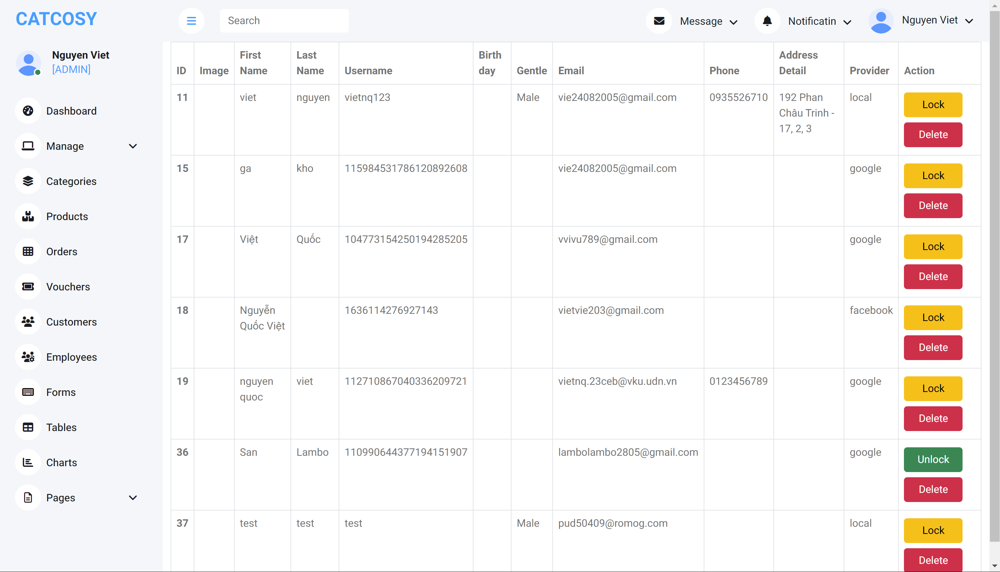 CATCOSY
Search
Message
Notificatin
Nguyen Viet
Nguyen Viet
[ADMIN]
Dashboard
Manage
Categories
Products
Orders
Vouchers
Customers
Employees
Forms
Tables
Charts
Pages
ID Image First Name Last Name Username Birth day Gentle Email Phone Address Detail Provider Action
11 viet nguyen vietnq123 Male vie24082005@gmail.com 0935526710 192 Phan Châu Trinh - 17, 2, 3 local Lock
Delete
15 ga kho 115984531786120892608 vie24082005@gmail.com google Lock
Delete
17 Việt Quốc 104773154250194285205 vvivu789@gmail.com google Lock
Delete
18 Nguyễn Quốc Việt 1636114276927143 vietvie203@gmail.com facebook Lock
Delete
19 nguyen quoc viet 112710867040336209721 vietnq.23ceb@vku.udn.vn 0123456789 google Lock
Delete
36 San Lambo 110990644377194151907 lambolambo2805@gmail.com google Unlock
Delete
37 test test test Male pud50409@romog.com local Lock
Delete